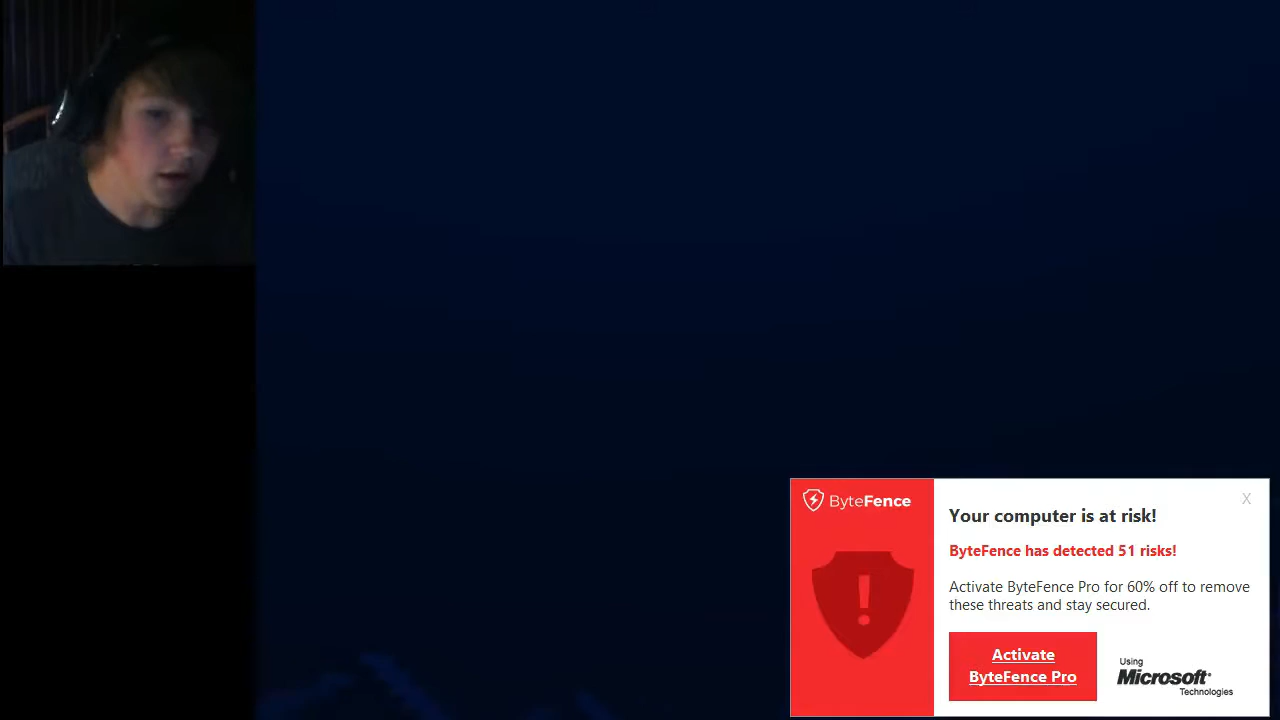 ByteFence
X
Your computer is at risk!
ByteFence has detected 51 risks!
Activate ByteFence Pro for 60% off to remove
these threats and stay secured.
Activate
ByteFence Pro
Using
Microsoft
Technologies